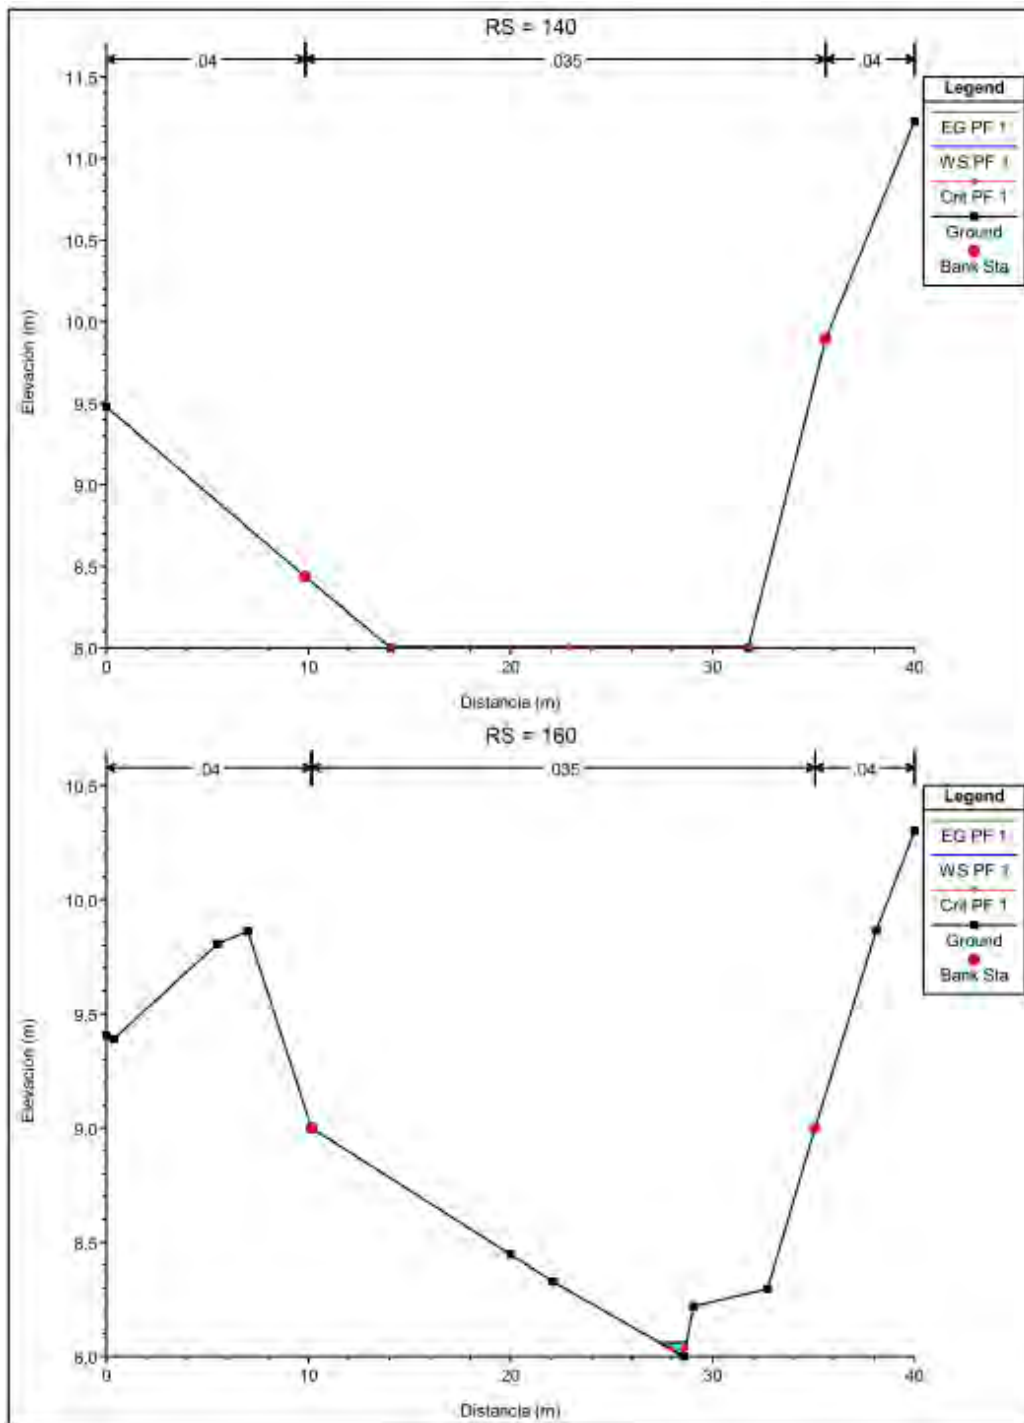 RS = 140
.04 .035 .04
11.5
11.0
10.5
10.0
9.5
9.0
8.5
8.0
Elevación (m)
0 10 20 30 40
Distancia (m)
Legend
EG PF 1
WS PF 1
Crit PF 1
Ground
Bank Sta
RS = 160
.04 .035 .04
10.5
10.0
9.5
9.0
8.5
8.0
Elevación (m)
0 10 20 30 40
Distancia (m)
Legend
EG PF 1
WS PF 1
Crit PF 1
Ground
Bank Sta